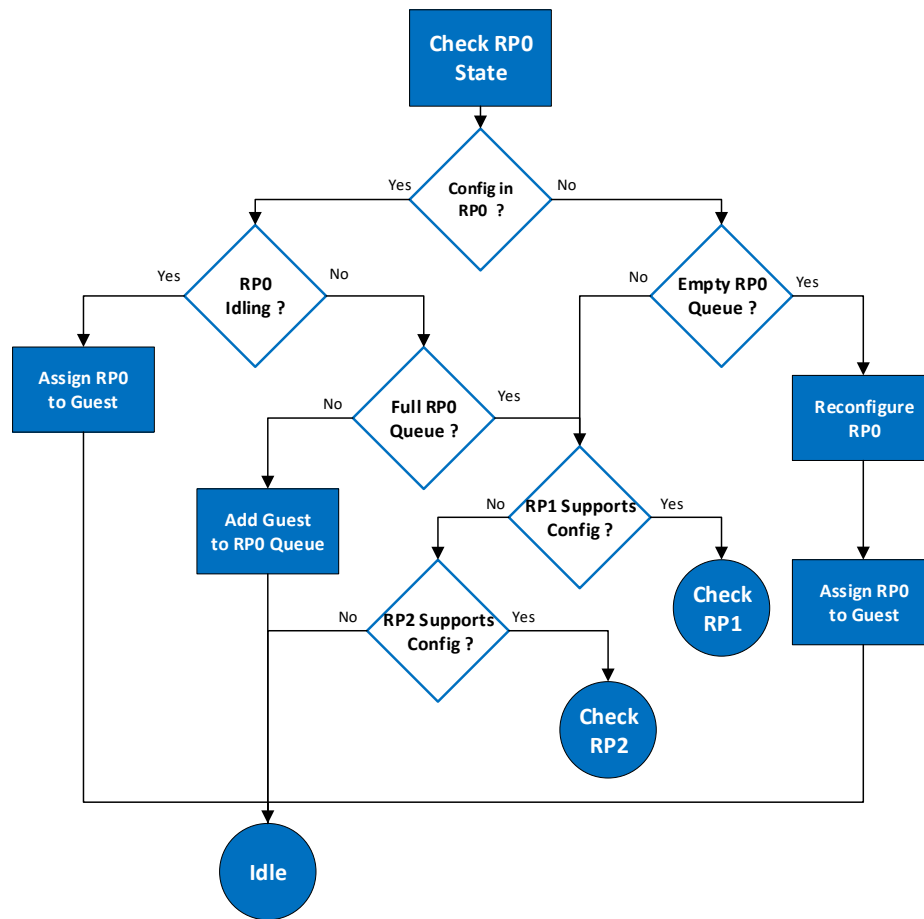 Check RP0
State
Yes
Config in
RP0 ?
No
Yes
RP0
Idling ?
No
No
Empty RP0
Queue ?
Yes
Assign RP0
to Guest
No
Full RP0
Queue ?
Yes
Reconfigure
RP0
Add Guest
to RP0 Queue
No
RP1 Supports
Config ?
Yes
Check
RP1
Assign RP0
to Guest
No
RP2 Supports
Config ?
Yes
Check
RP2
Idle